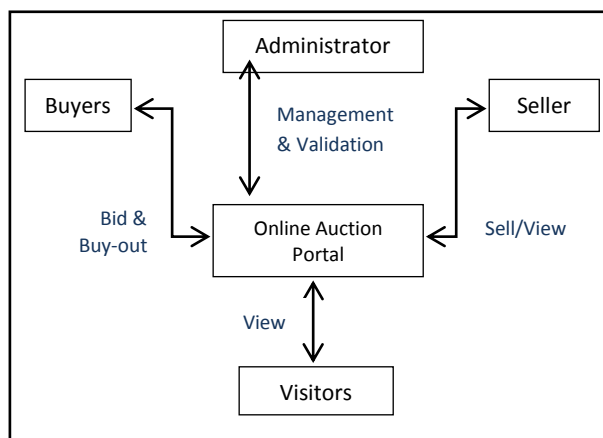 Administrator
Buyers
Management
& Validation
Seller
Bid &
Buy-out
Online Auction
Portal
Sell/View
View
Visitors